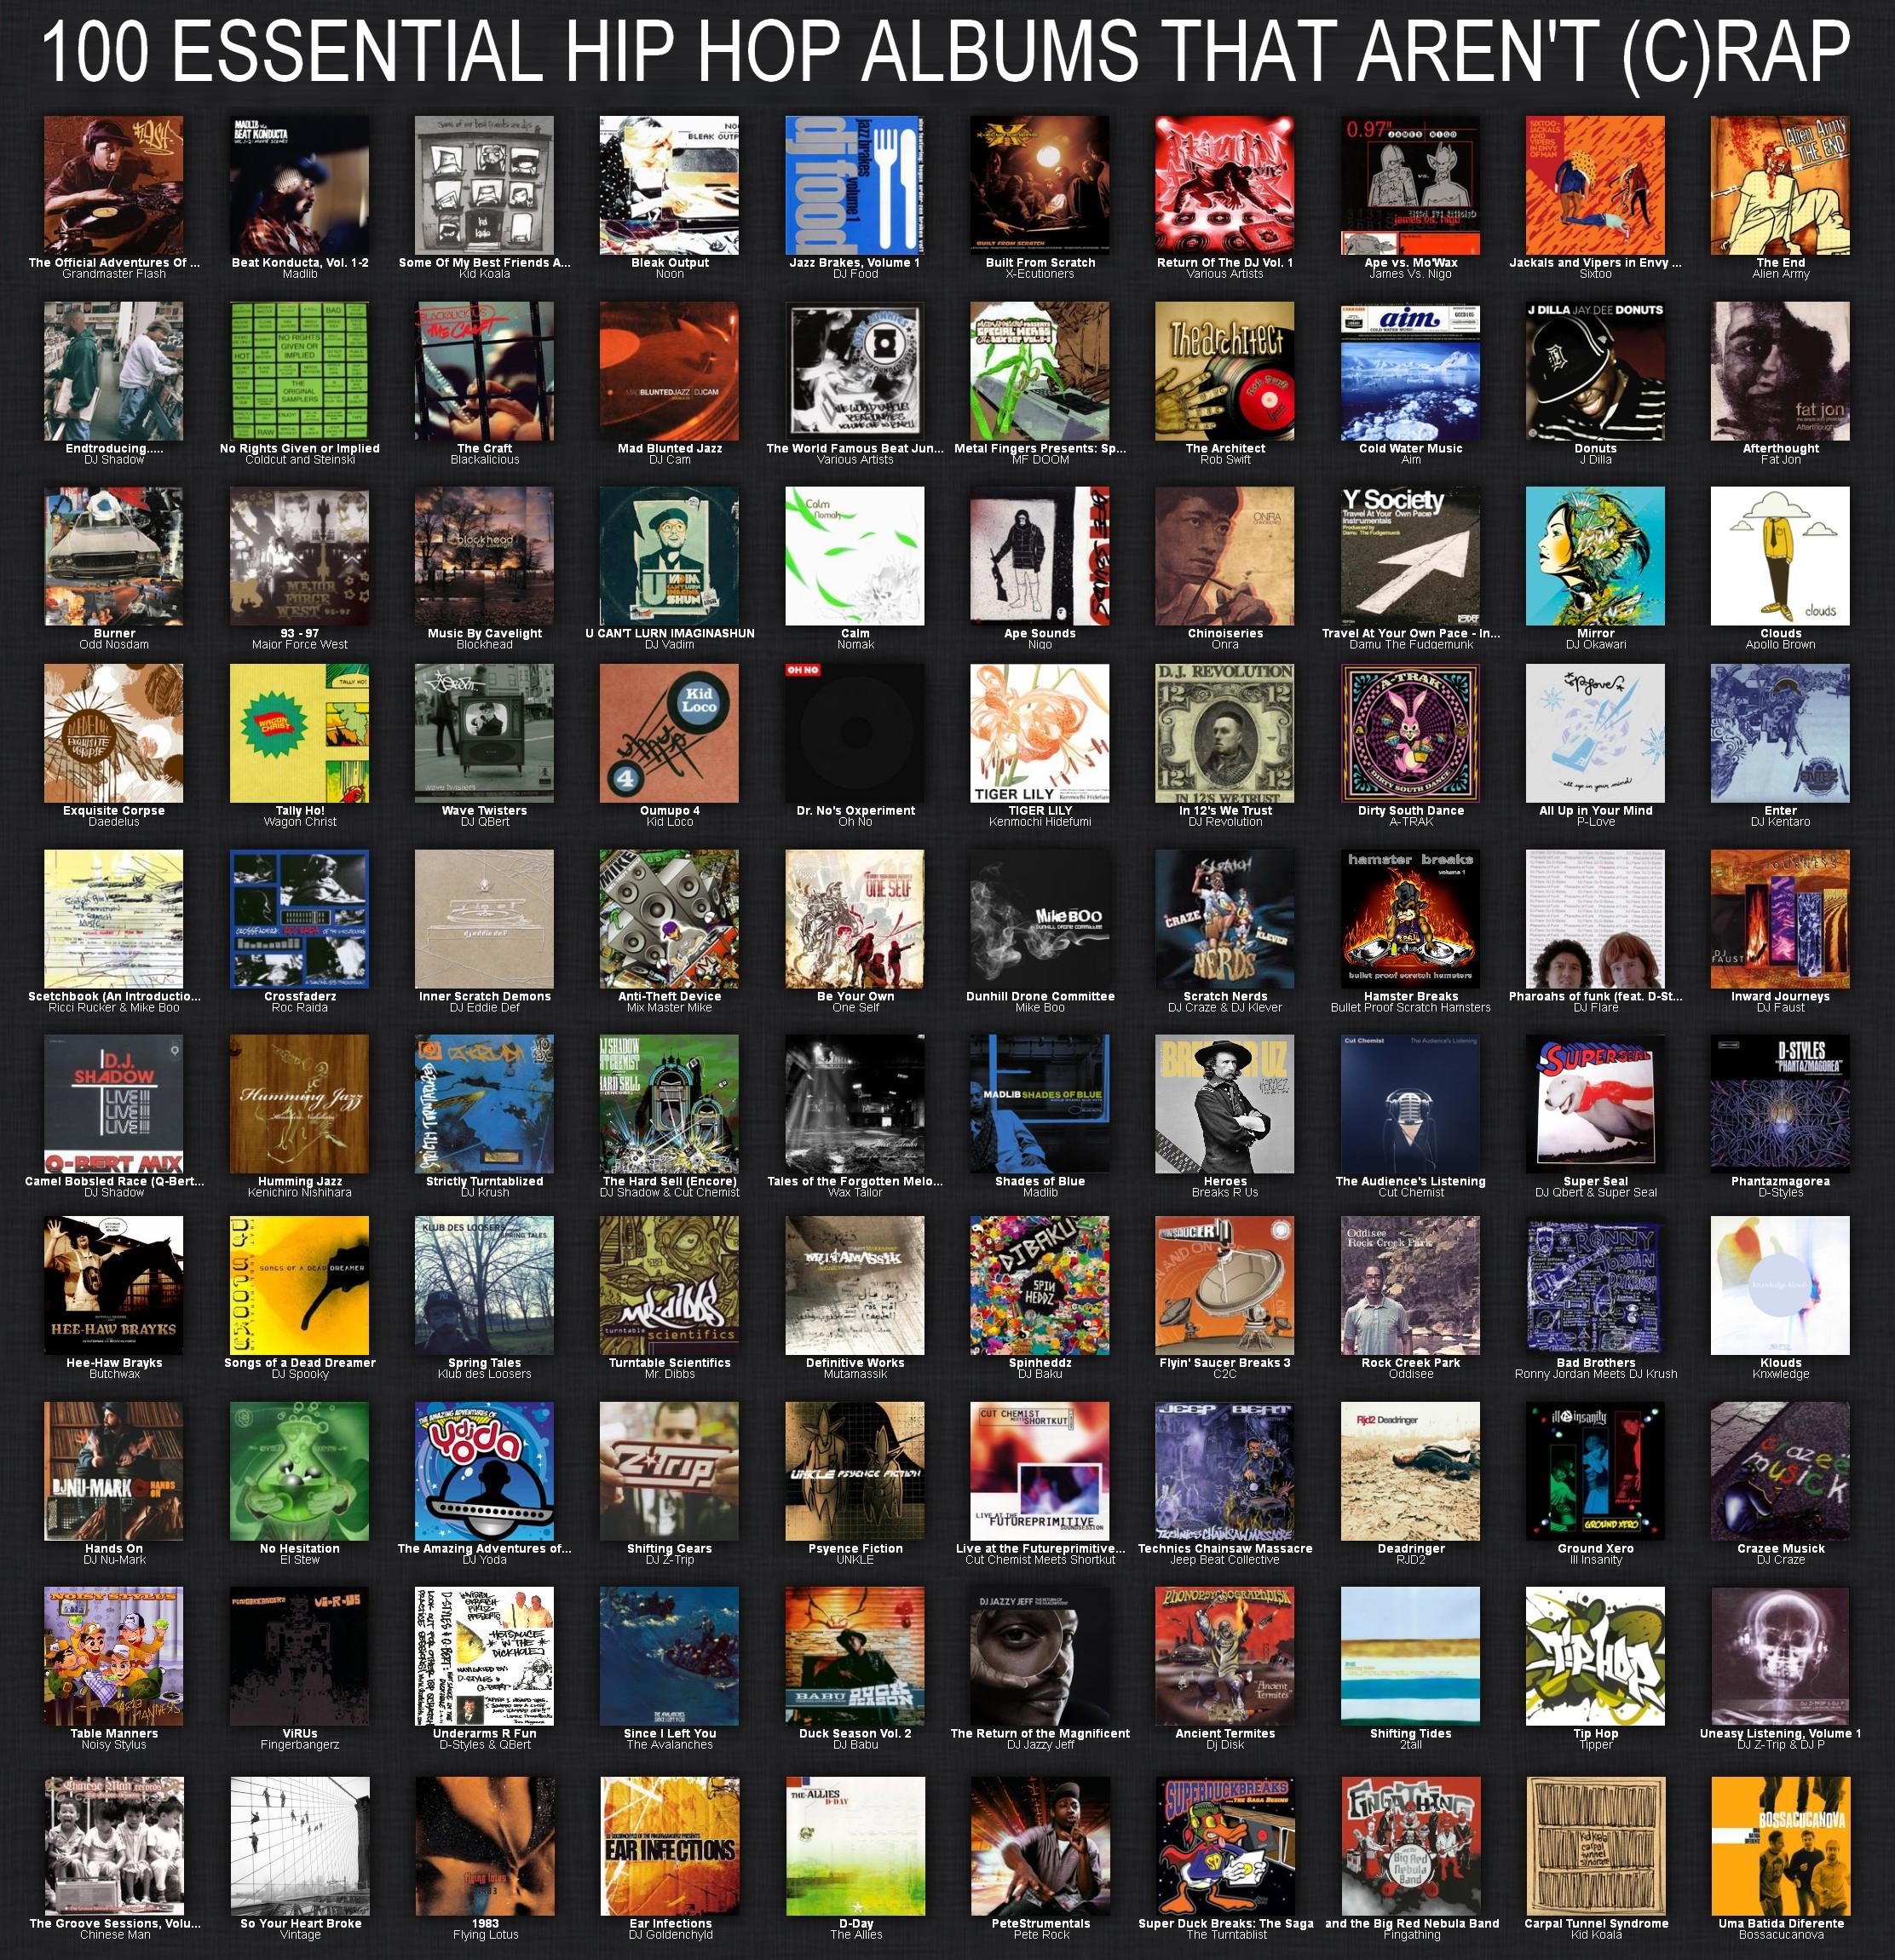 100 ESSENTIAL HIP HOP ALBUMS THAT AREN'T (C)RAP
The Official Adventures Of ...
Grandmaster Flash
Beat Konducta, Vol. 1-2
Madlib
Some Of My Best Friends A...
Kid Koala
Bleak Output
Noon
Jazz Brakes, Volume 1
DJ Food
Built From Scratch
X-Ecutioners
Return Of The DJ Vol. 1
Various Artists
Ape vs. Mo'Wax
James Vs. Nigo
Jackals and Vipers in Envy ...
Sixtoo
The End
Alien Army
Endtroducing.....
DJ Shadow
No Rights Given or Implied
Coldcut and Steinski
The Craft
Blackalicious
Mad Blunted Jazz
DJ Cam
The World Famous Beat Jun...
Various Artists
Metal Fingers Presents: Sp...
MF DOOM
The Architect
Rob Swift
Cold Water Music
Aim
Donuts
J Dilla
Afterthought
Fat Jon
Burner
Odd Nosdam
93 - 97
Major Force West
Music By Cavelight
Blockhead
U CAN'T LURN IMAGINASHUN
DJ Vadim
Calm
Nomak
Ape Sounds
Nigo
Chinoiseries
Onra
Travel At Your Own Pace - In...
Damu The Fudgemunk
Mirror
DJ Okawari
Clouds
Apollo Brown
Exquisite Corpse
Daedelus
Tally Ho!
Wagon Christ
Wave Twisters
DJ QBert
Oumupo 4
Kid Loco
Dr. No's Oxperiment
Oh No
TIGER LILY
Kenmochi Hidefumi
In 12's We Trust
DJ Revolution
Dirty South Dance
A-TRAK
All Up in Your Mind
P-Love
Enter
DJ Kentaro
Scetchbook (An Introductio...
Ricci Rucker & Mike Boo
Crossfaderz
Roc Raida
Inner Scratch Demons
DJ Eddie Def
Anti-Theft Device
Mix Master Mike
Be Your Own
One Self
Dunhill Drone Committee
Mike Boo
Scratch Nerds
DJ Craze & DJ Klever
Hamster Breaks
Bullet Proof Scratch Hamsters
Pharoahs of funk (feat. D-St...
DJ Flare
Inward Journeys
DJ Faust
Camel Bobsled Race (Q-Bert...
DJ Shadow
Humming Jazz
Kenichiro Nishihara
Strictly Turntablized
DJ Krush
The Hard Sell (Encore)
DJ Shadow & Cut Chemist
Tales of the Forgotten Melo...
Wax Tailor
Shades of Blue
Madlib
Heroes
Breaks R Us
The Audience's Listening
Cut Chemist
Super Seal
DJ Qbert & Super Seal
Phantazmagorea
D-Styles
Hee-Haw Brayks
Butchwax
Songs of a Dead Dreamer
DJ Spooky
Spring Tales
Klub des Loosers
Turntable Scientifics
Mr. Dibbs
Definitive Works
Mutamassik
Spinheddz
DJ Baku
Flyin' Saucer Breaks 3
C2C
Rock Creek Park
Oddisee
Bad Brothers
Ronny Jordan Meets DJ Krush
Klouds
Knxwledge
Hands On
DJ Nu-Mark
No Hesitation
El Stew
The Amazing Adventures of...
DJ Yoda
Shifting Gears
DJ Z-Trip
Psyence Fiction
UNKLE
Live at the Futureprimitive...
Cut Chemist Meets Shortkut
Technics Chainsaw Massacre
Jeep Beat Collective
Deadringer
RJD2
Ground Xero
Ill Insanity
Crazee Musick
DJ Craze
Table Manners
Noisy Stylus
ViRUs
Fingerbangerz
Underarms R Fun
D-Styles & QBert
Since I Left You
The Avalanches
Duck Season Vol. 2
DJ Babu
The Return of the Magnificent
DJ Jazzy Jeff
Ancient Termites
Dj Disk
Shifting Tides
2tall
Tip Hop
Tipper
Uneasy Listening, Volume 1
DJ Z-Trip & DJ P
The Groove Sessions, Volu...
Chinese Man
So Your Heart Broke
Vintage
1983
Flying Lotus
Ear Infections
DJ Goldenchyld
D-Day
The Allies
PeteStrumentals
Pete Rock
Super Duck Breaks: The Saga
The Turntablist
and the Big Red Nebula Band
Fingathing
Carpal Tunnel Syndrome
Kid Koala
Uma Batida Diferente
Bossacucanova